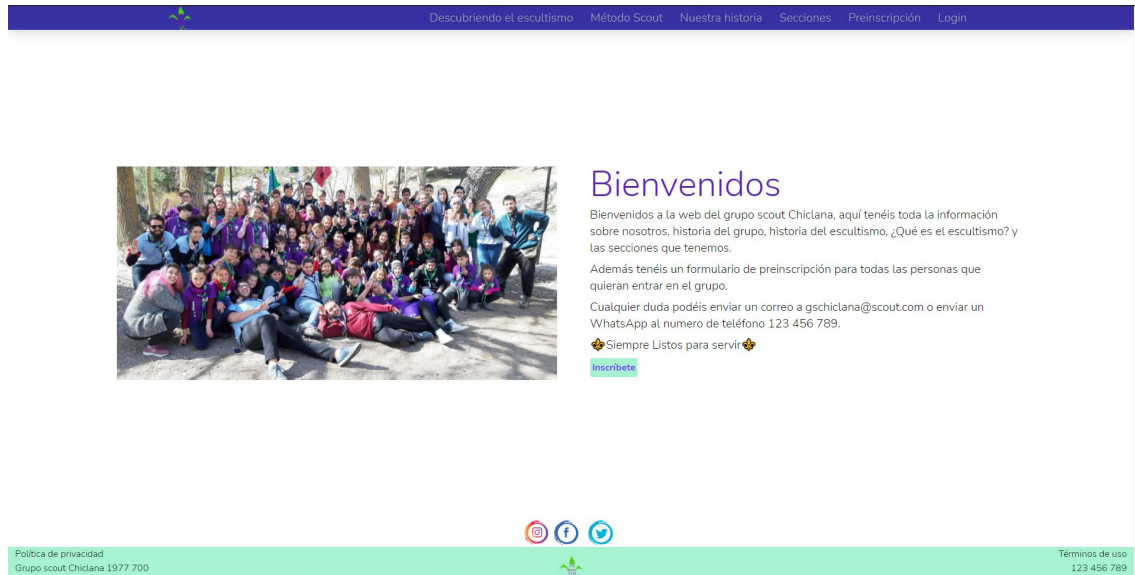 Descubriendo el escultismo Método Scout Nuestra historia Secciones Preinscripción Login
Bienvenidos
Bienvenidos a la web del grupo scout Chiclana, aquí tenéis toda la información
sobre nosotros, historia del grupo, historia del escultismo, ¿Qué es el escultismo? y
las secciones que tenemos.
Además tenéis un formulario de preinscripción para todas las personas que
quieran entrar en el grupo.
Cualquier duda podéis enviar un correo a gschiclana@scout.com o enviar un
WhatsApp al numero de teléfono 123 456 789.
⚜Siempre Listos para servir⚜
Inscríbete
Política de privacidad
Términos de uso
Grupo scout Chiclana 1977 700
123 456 789